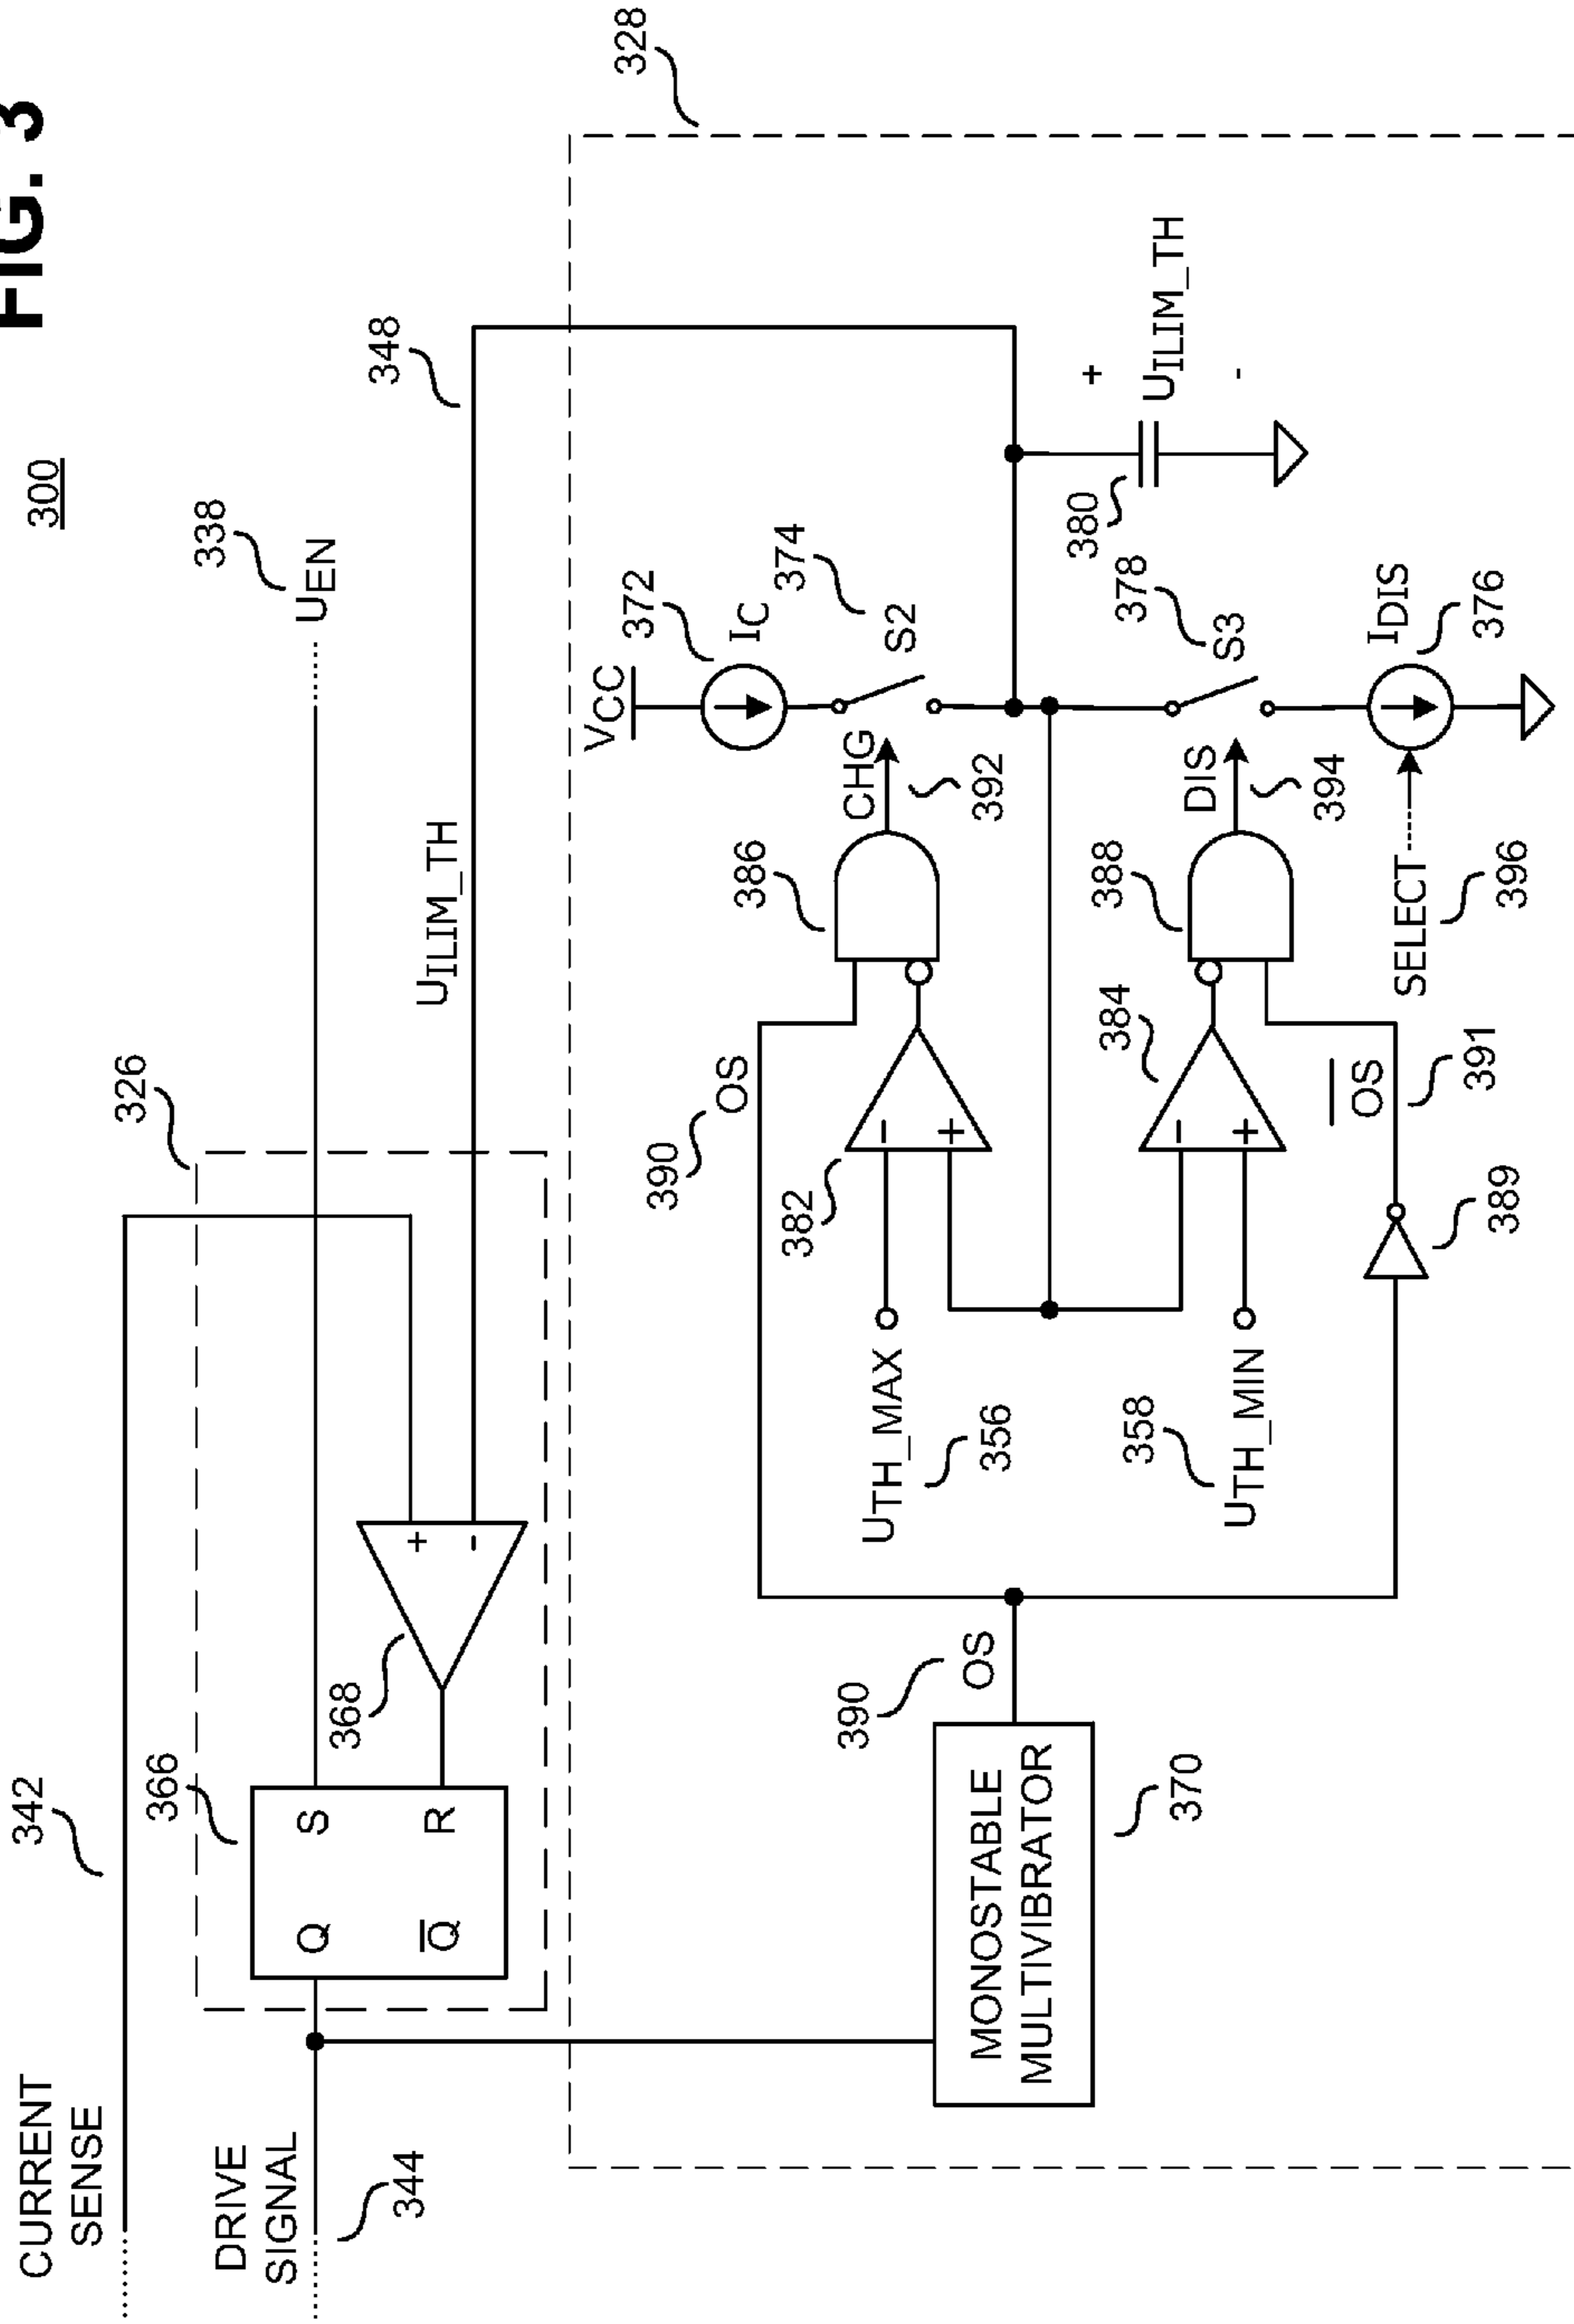 FIG. 3
300
CURRENT
SENSE
342
DRIVE
SIGNAL
344
366
Q
S
Q
R
368
+
-
326
338
UEN
UILIM_TH
348
328
MONOSTABLE
MULTIVIBRATOR
370
390
OS
390
OS
UTH_MAX
356
358
UTH_MIN
382
-
+
384
-
+
389
OS
391
386
388
CHG
392
DIS
394
SELECT
396
VCC
372
IC
374
S2
378
S3
IDIS
376
380
+
UILIM_TH
-